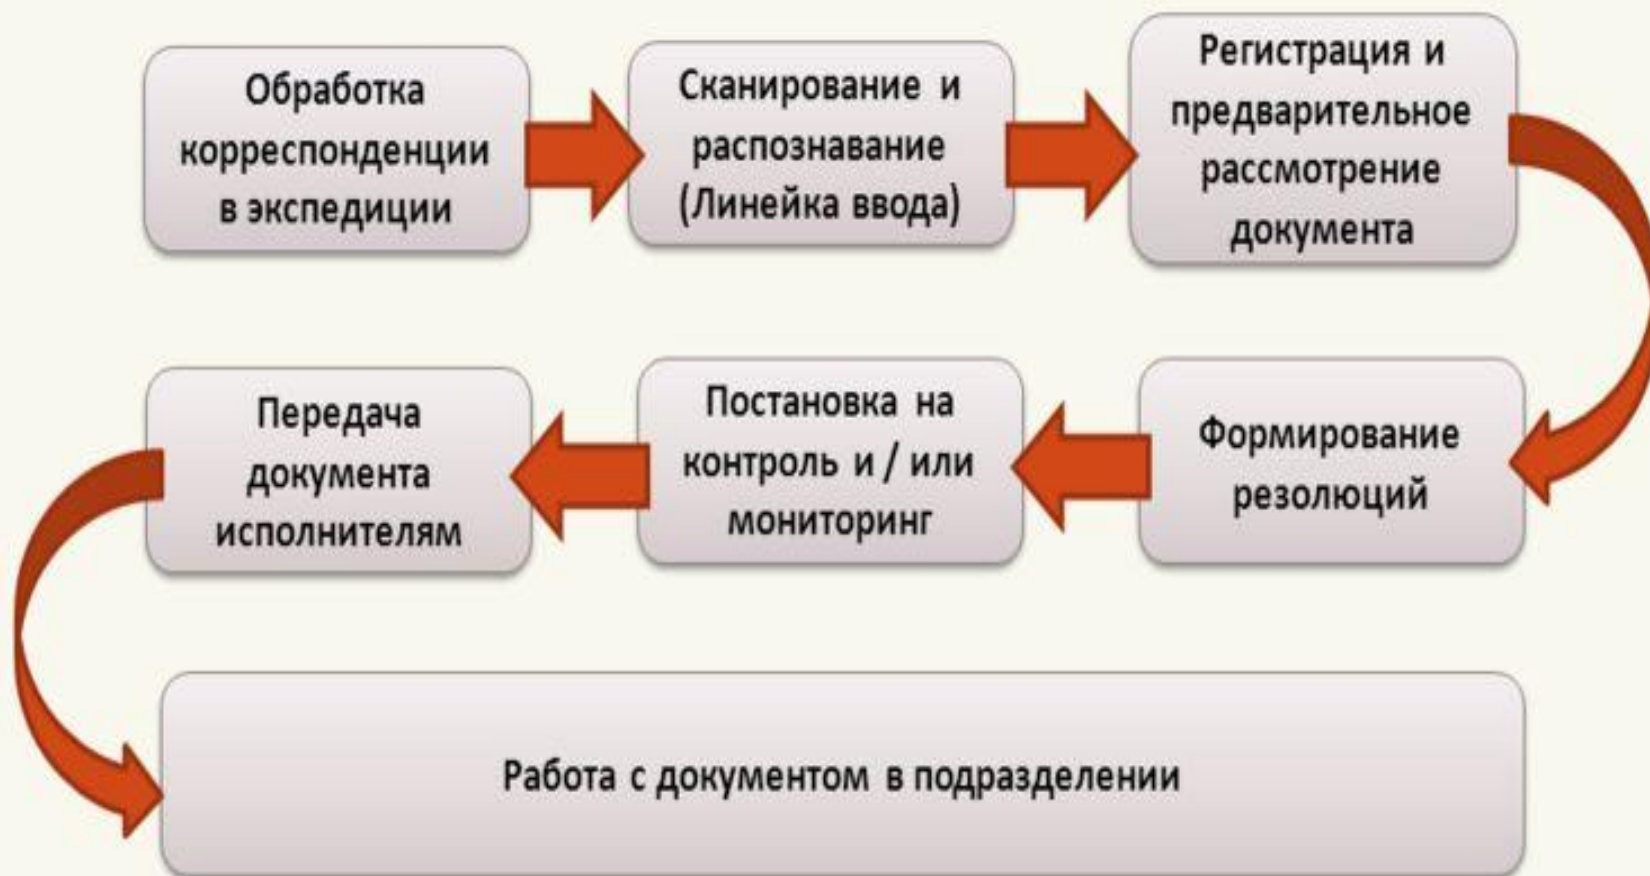 Обработка
корреспонденции
в экспедиции
Сканирование и
распознавание
(Линейка ввода)
Регистрация и
предварительное
рассмотрение
документа
Формирование
резолюций
Постановка на
контроль и / или
мониторинг
Передача
документа
исполнителям
Работа с документом в подразделении